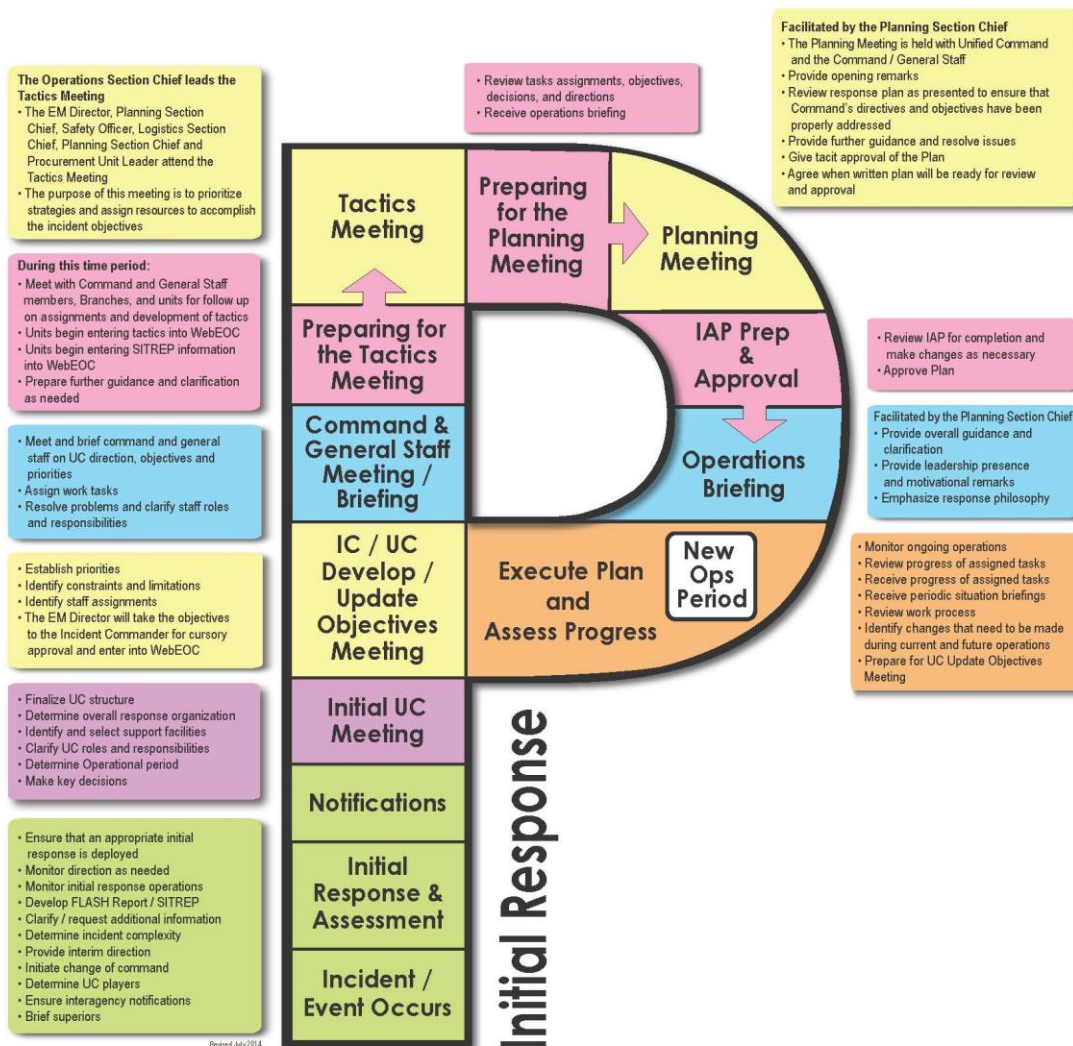 The Operations Section Chief leads the
Tactics Meeting
• The EM Director, Planning Section
Chief, Safety Officer, Logistics Section
Chief, Planning Section Chief and
Procurement Unit Leader attend the
Tactics Meeting
• The purpose of this meeting is to prioritize
strategies and assign resources to accomplish
the incident objectives
During this time period:
• Meet with Command and General Staff
members, Branches, and units for follow up
on assignments and development of tactics
• Units begin entering tactics into WebEOC
• Units begin entering SITREP information
into WebEOC
• Prepare further guidance and clarification
as needed
• Meet and brief command and general
staff on UC direction, objectives and
priorities
• Assign work tasks
• Resolve problems and clarify staff roles
and responsibilities
• Establish priorities
• Identify constraints and limitations
• Identify staff assignments
• The EM Director will take the objectives
to the Incident Commander for cursory
approval and enter into WebEOC
• Finalize UC structure
• Determine overall response organization
• Identify and select support facilities
• Clarify UC roles and responsibilities
• Determine Operational period
• Make key decisions
• Ensure that an appropriate initial
response is deployed
• Monitor direction as needed
• Monitor initial response operations
• Develop FLASH Report / SITREP
• Clarify / request additional information
• Determine incident complexity
• Provide interim direction
• Initiate change of command
• Determine UC players
• Ensure interagency notifications
• Brief superiors
Revised July 2014
• Review tasks assignments, objectives,
decisions, and directions
• Receive operations briefing
Tactics
Meeting
Preparing for
the Tactics
Meeting
Command &
General Staff
Meeting /
Briefing
IC / UC
Develop /
Update
Objectives
Meeting
Initial UC
Meeting
Notifications
Initial
Response &
Assessment
Incident /
Event Occurs
Initial Response
Preparing
for the
Planning
Meeting
Planning
Meeting
IAP Prep
&
Approval
Operations
Briefing
New
Ops
Period
Execute Plan
and
Assess Progress
Facilitated by the Planning Section Chief
• The Planning Meeting is held with Unified Command
and the Command / General Staff
• Provide opening remarks
• Review response plan as presented to ensure that
Command's directives and objectives have been
properly addressed
• Provide further guidance and resolve issues
• Give tacit approval of the Plan
• Agree when written plan will be ready for review
and approval
• Review IAP for completion and
make changes as necessary
• Approve Plan
Facilitated by the Planning Section Chief
• Provide overall guidance and
clarification
• Provide leadership presence
and motivational remarks
• Emphasize response philosophy
• Monitor ongoing operations
• Review progress of assigned tasks
• Receive progress of assigned tasks
• Receive periodic situation briefings
• Review work process
• Identify changes that need to be made
during current and future operations
• Prepare for UC Update Objectives
Meeting